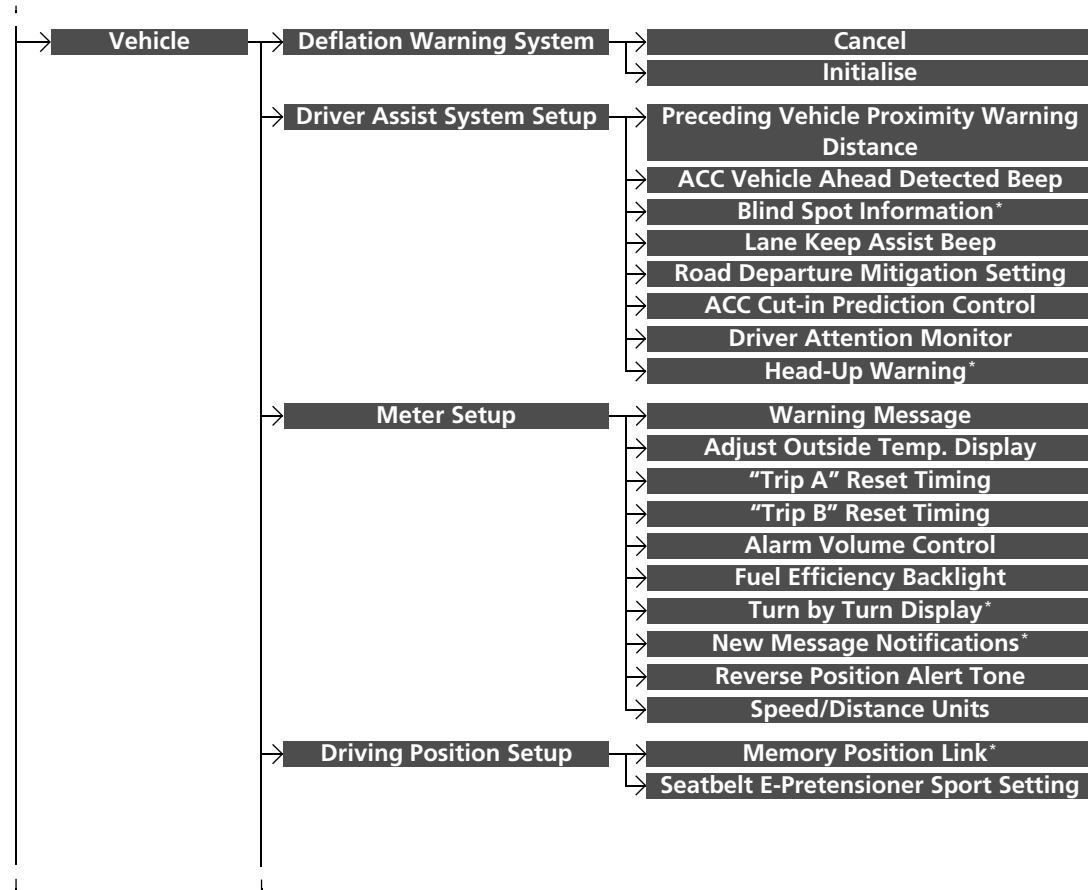 Vehicle
Deflation Warning System
Cancel
Initialise
Driver Assist System Setup
Preceding Vehicle Proximity Warning
Distance
ACC Vehicle Ahead Detected Beep
Blind Spot Information*
Lane Keep Assist Beep
Road Departure Mitigation Setting
ACC Cut-in Prediction Control
Driver Attention Monitor
Head-Up Warning*
Meter Setup
Warning Message
Adjust Outside Temp. Display
“Trip A” Reset Timing
“Trip B” Reset Timing
Alarm Volume Control
Fuel Efficiency Backlight
Turn by Turn Display*
New Message Notifications*
Reverse Position Alert Tone
Speed/Distance Units
Driving Position Setup
Memory Position Link*
Seatbelt E-Pretensioner Sport Setting